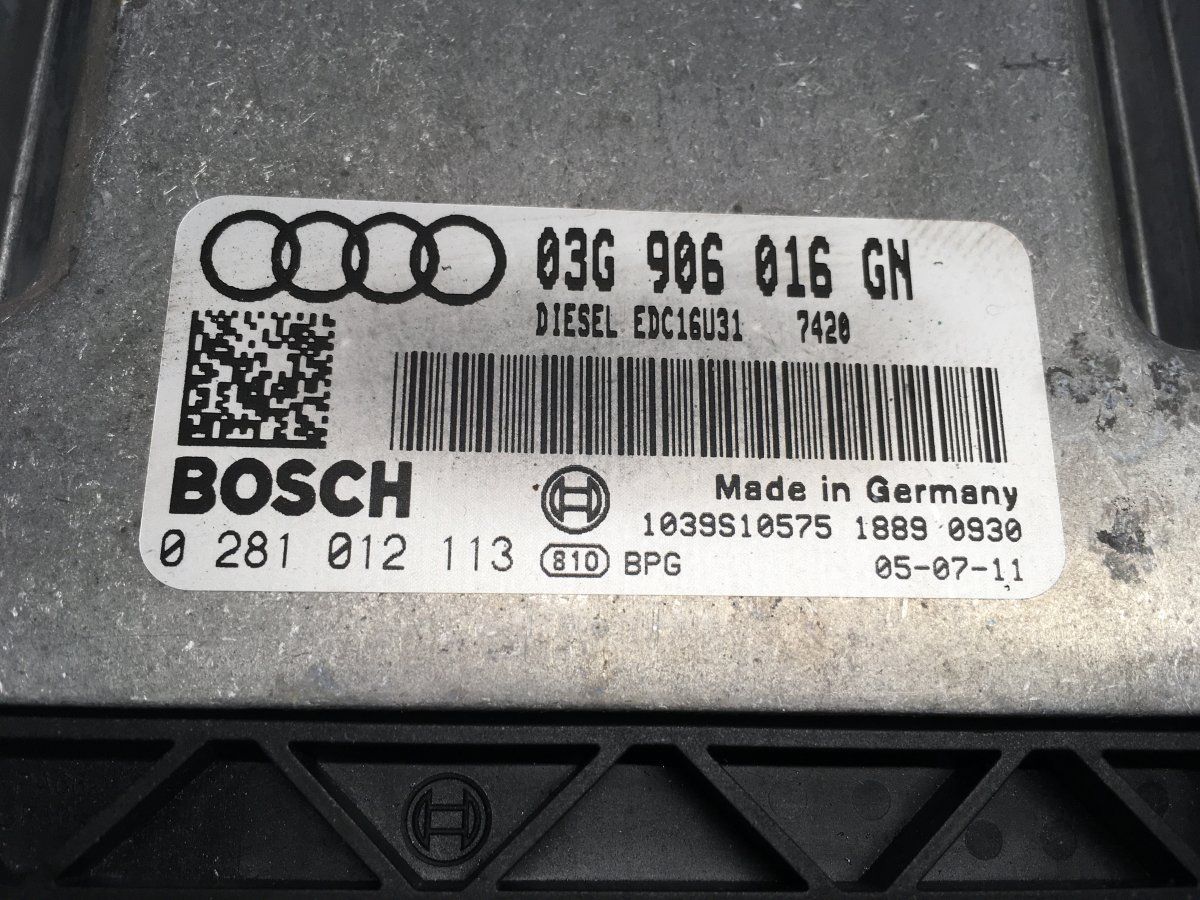 03G 906 016 GN
DIESEL EDC16U31 7420
BOSCH
Made in Germany
1039S10575 1889 0930
0 281 012 113 810 BPG 05-07-11